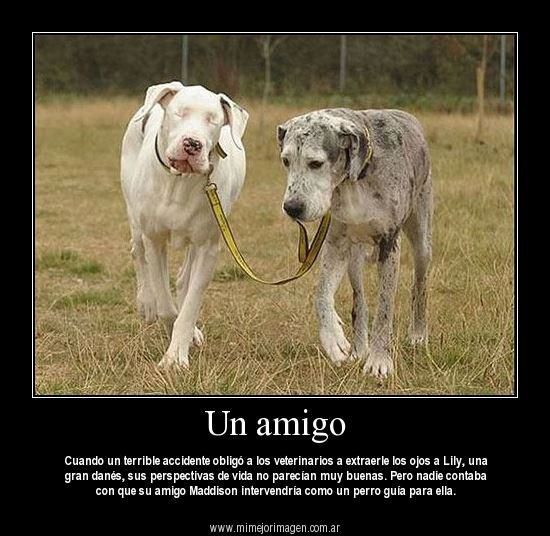 Un amigo
Cuando un terrible accidente obligó a los veterinarios a extraerle los ojos a Lily, una
gran danés, sus perspectivas de vida no parecían muy buenas. Pero nadie contaba
con que su amigo Maddison intervendría como un perro guía para ella.
www.mimejorimagen.com.ar